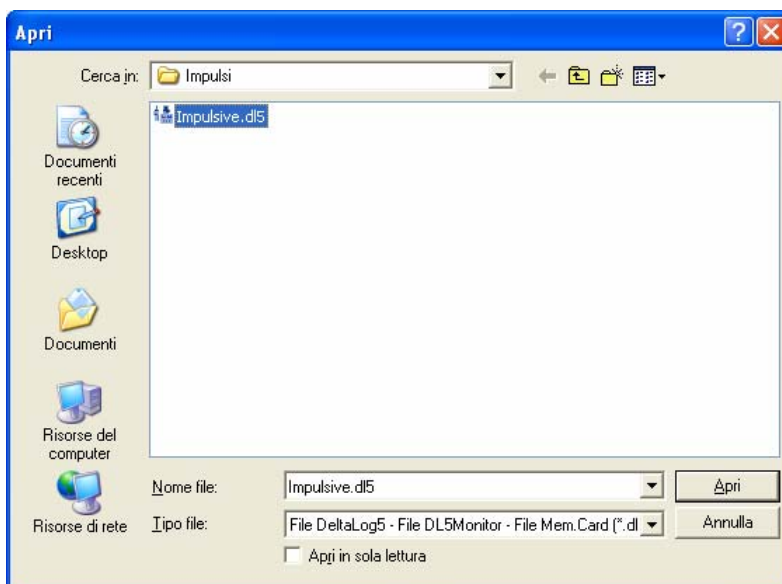 Apri
Cerca in: Impulsi
Impulsive.dl5
Documenti
recenti
Desktop
Documenti
Risorse del
computer
Risorse di rete
Nome file: Impulsive.dl5 Apri
Tipo file: File DeltaLog5 - File DL5Monitor - File Mem.Card (*.dl Annulla
Apri in sola lettura